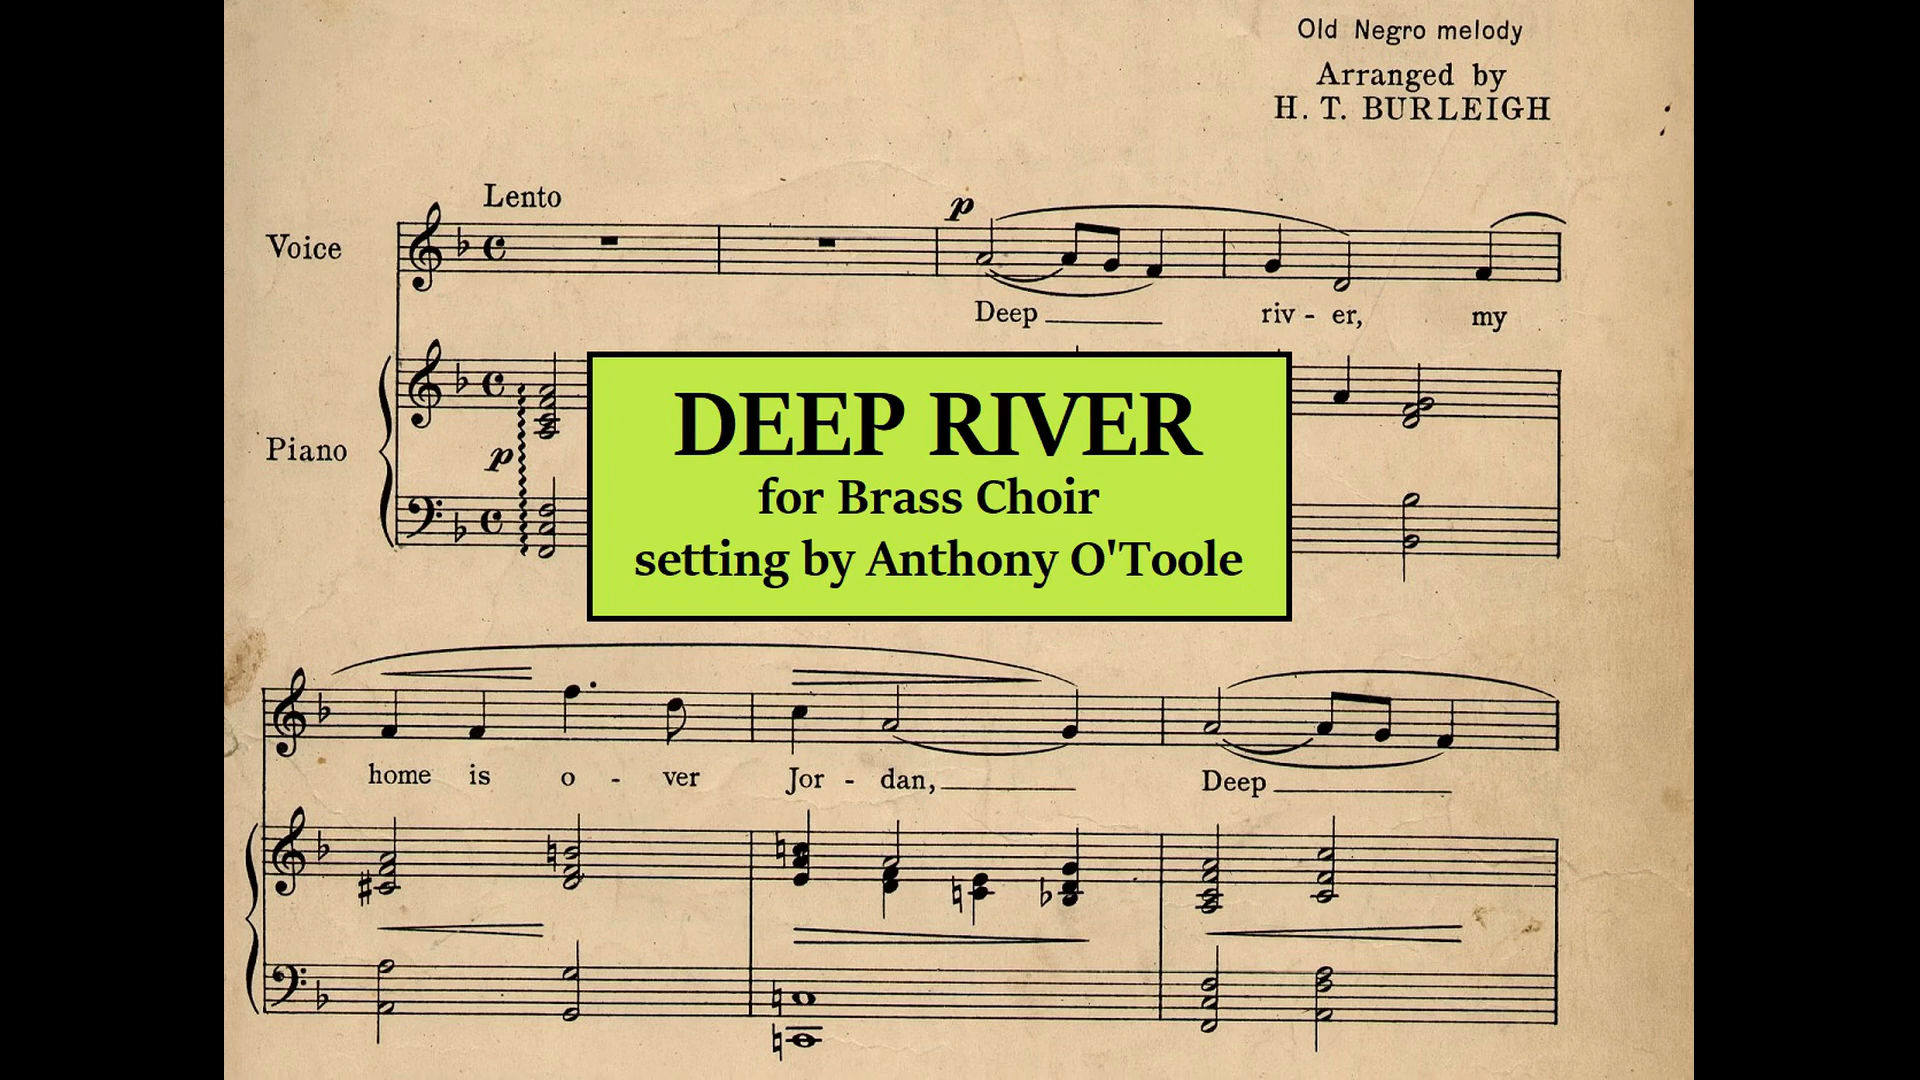 Old Negro melody
Arranged by
H. T. BURLEIGH
Lento
Voice
p
Deep riv - er, my
Piano
p
DEEP RIVER
for Brass Choir
setting by Anthony O'Toole
home is o - ver Jor - dan, Deep